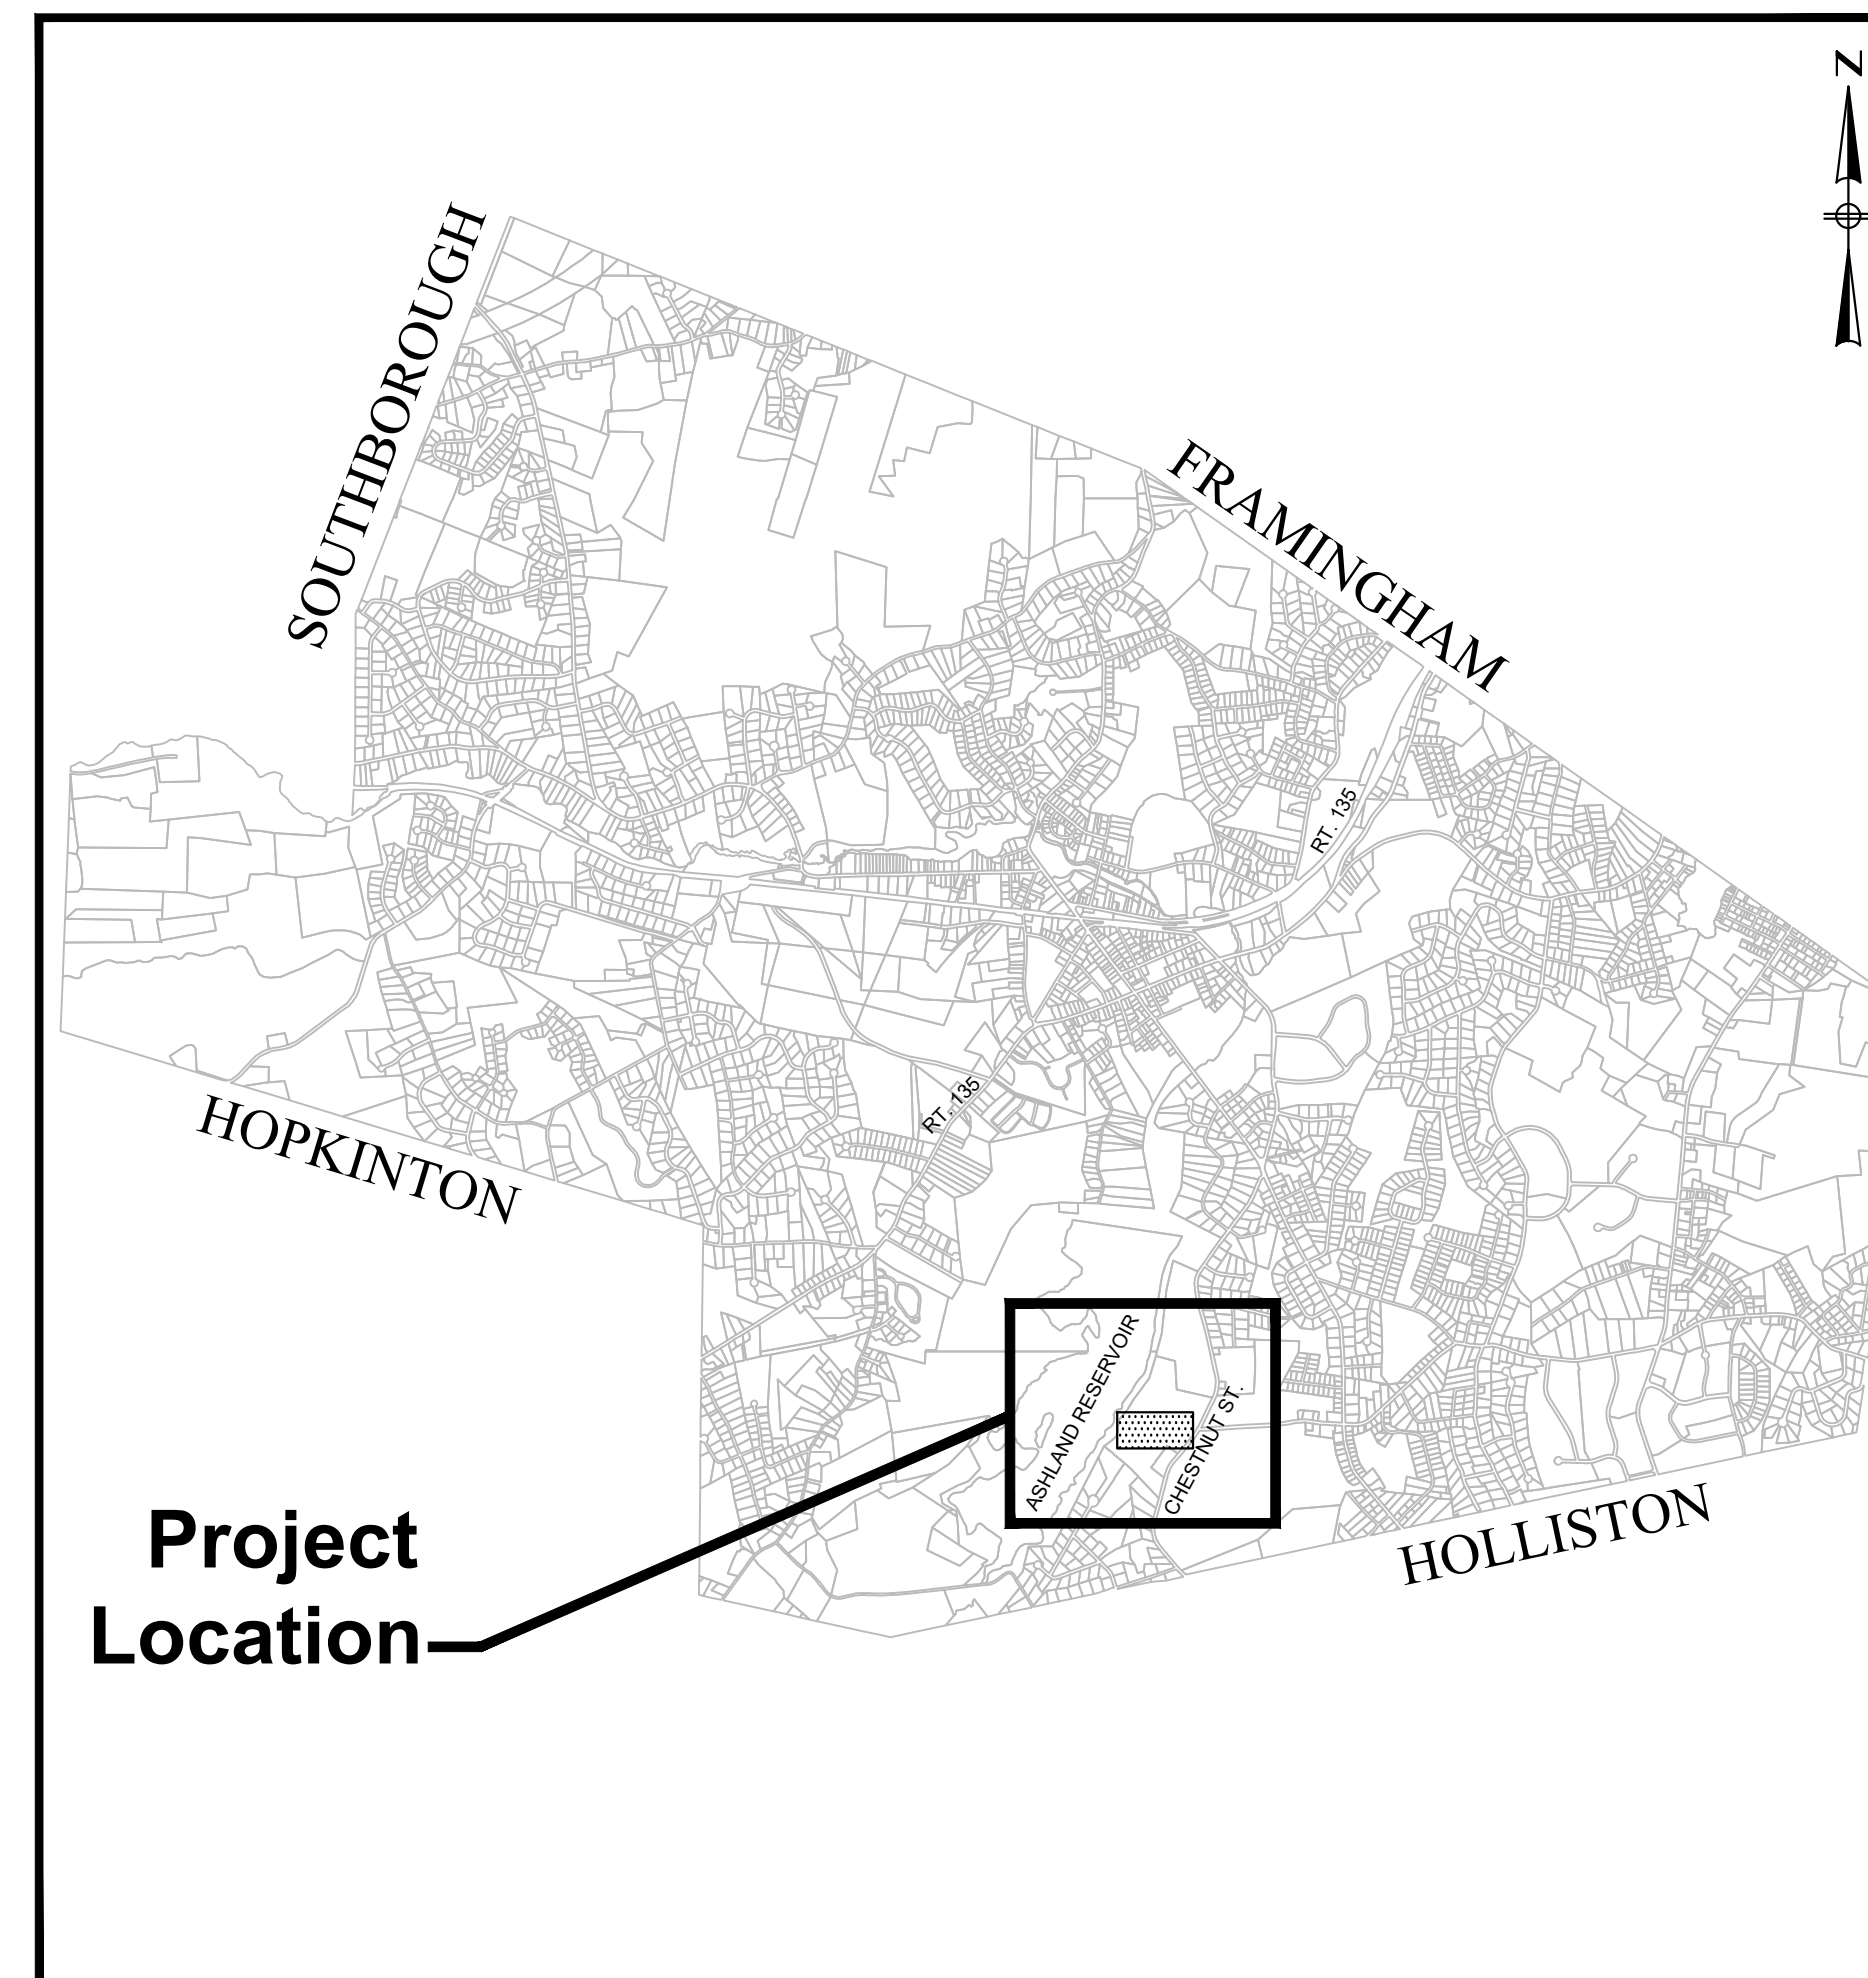 N
SOUTHBOROUGH
FRAMINGHAM
RT. 135
RT. 135
HOPKINTON
ASHLAND RESERVOIR
CHESTNUT ST.
HOLLISTON
Project
Location